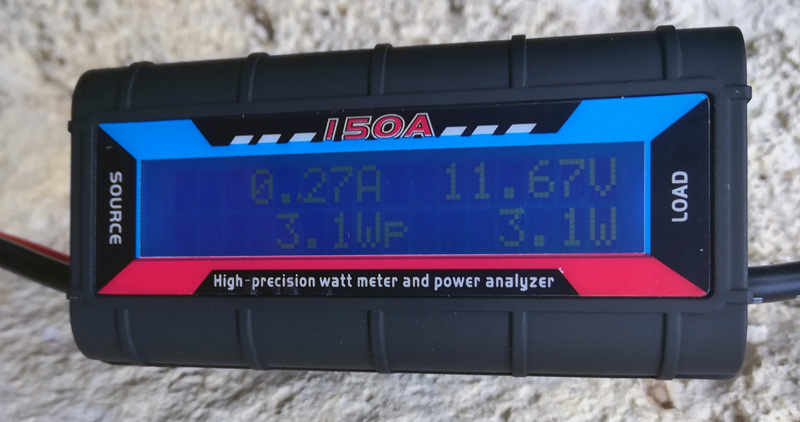 150A
SOURCE
0.27A 11.67V
3.1Wp 3.1W
LOAD
High-precision watt meter and power analyzer